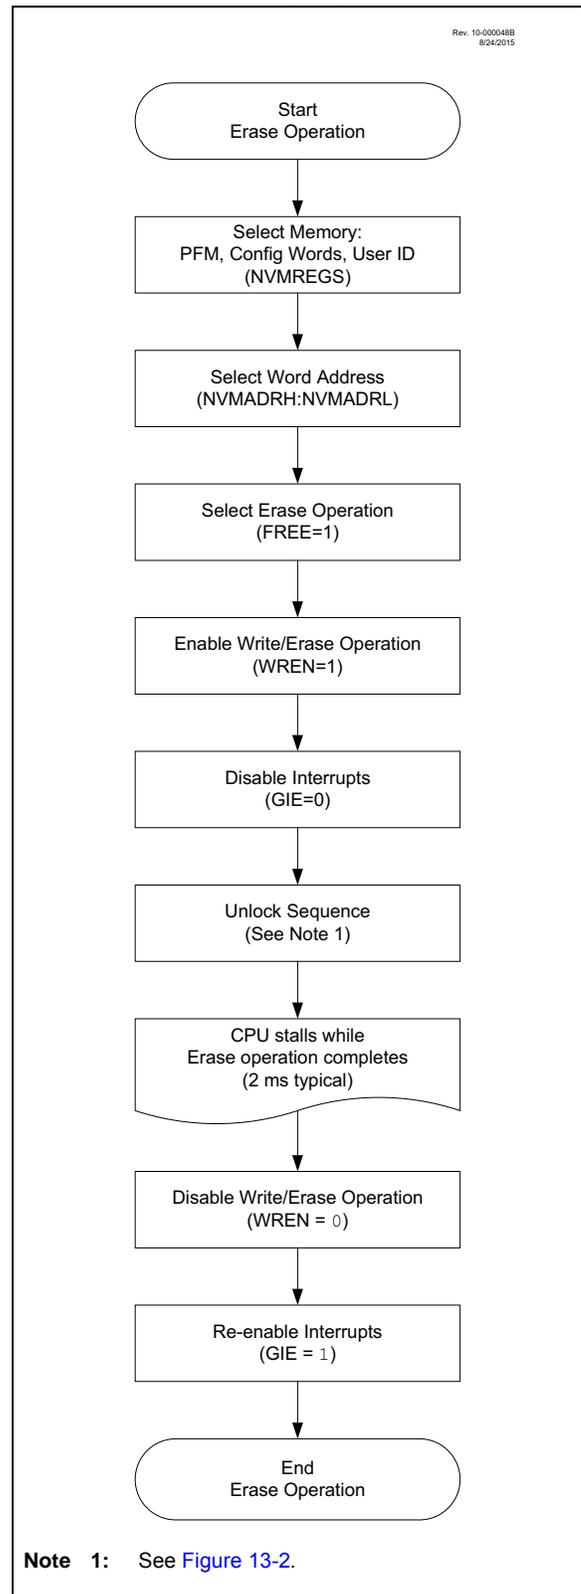 Rev. 10-000048B
8/24/2015
Start
Erase Operation
Select Memory:
PFM, Config Words, User ID
(NVMREGS)
Select Word Address
(NVMADRH:NVMADRL)
Select Erase Operation
(FREE=1)
Enable Write/Erase Operation
(WREN=1)
Disable Interrupts
(GIE=0)
Unlock Sequence
(See Note 1)
CPU stalls while
Erase operation completes
(2 ms typical)
Disable Write/Erase Operation
(WREN = 0)
Re-enable Interrupts
(GIE = 1)
End
Erase Operation
Note 1: See Figure 13-2.